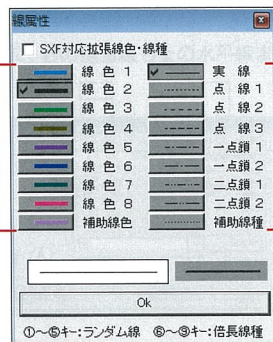 線属性
SXF対応拡張線色・線種
線色1 実線
線色2 点線1
線色3 点線2
線色4 点線3
線色5 一点鎖1
線色6 一点鎖2
線色7 二点鎖1
線色8 二点鎖2
補助線色 補助線種
Ok
①～⑤キー:ランダム線 ⑥～⑨キー:倍長線種